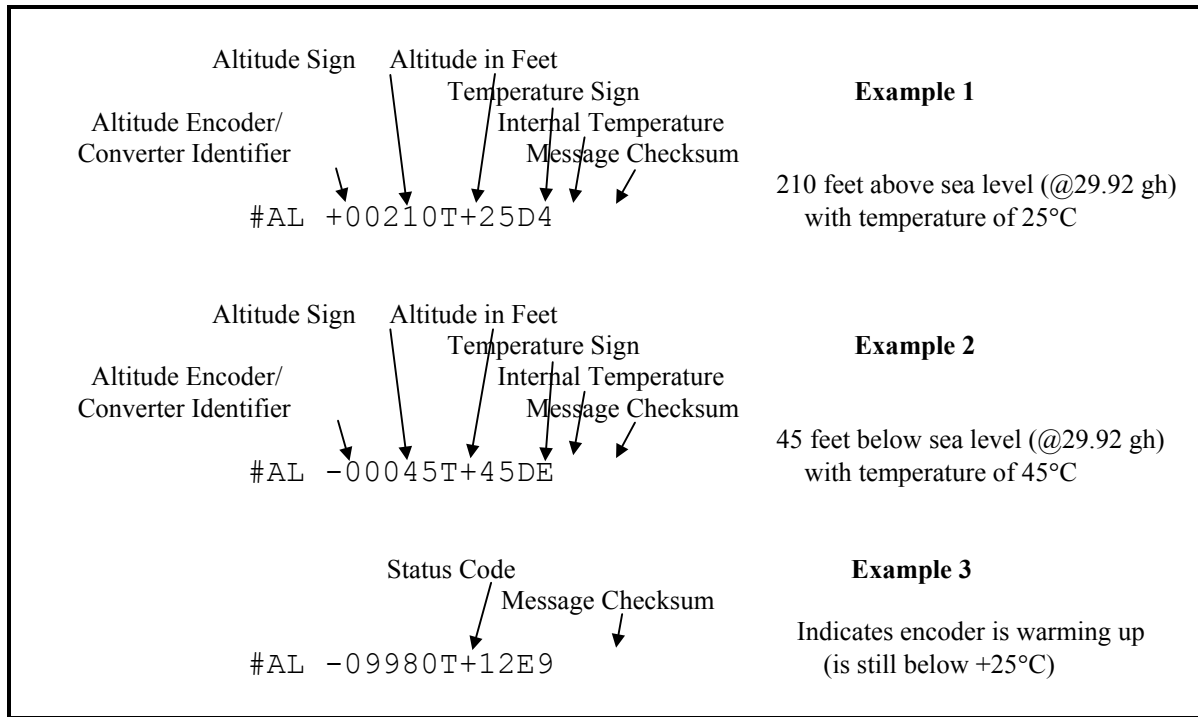 Altitude Sign Altitude in Feet
Temperature Sign Example 1
Altitude Encoder/ Internal Temperature
Converter Identifier Message Checksum
210 feet above sea level (@29.92 gh)
#AL +00210T+25D4 with temperature of 25°C
Altitude Sign Altitude in Feet
Temperature Sign Example 2
Altitude Encoder/ Internal Temperature
Converter Identifier Message Checksum
45 feet below sea level (@29.92 gh)
#AL -00045T+45DE with temperature of 45°C
Status Code Example 3
Message Checksum
Indicates encoder is warming up
#AL -09980T+12E9 (is still below +25°C)